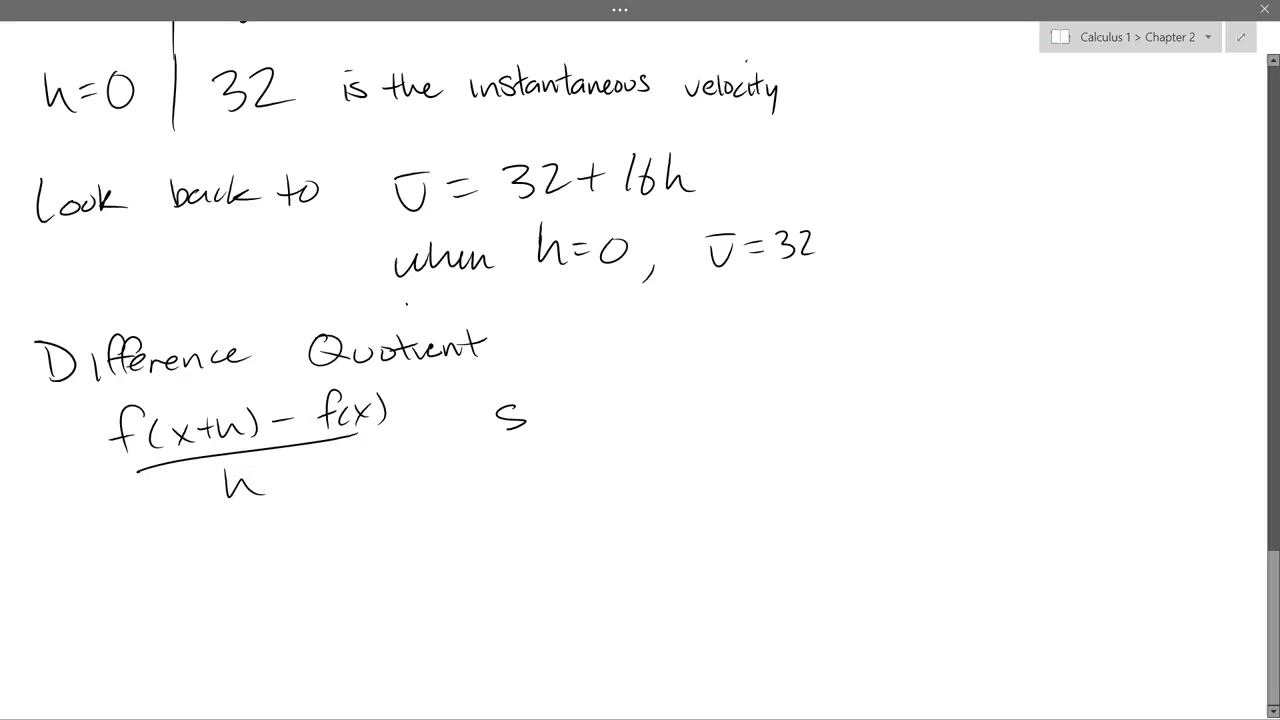 Calculus 1 > Chapter 2
h=0 | 32 is the instantaneous velocity
Look back to v̅ = 32 + 16h
when h=0, v̅ = 32
Difference Quotient
f(x+h) - f(x) S
h